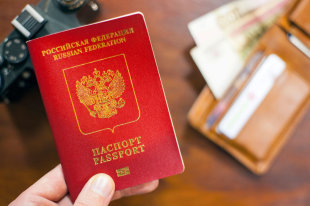 РОССИЙСКАЯ ФЕДЕРАЦИЯ
RUSSIAN FEDERATION
ПАСПОРТ
PASSPORT